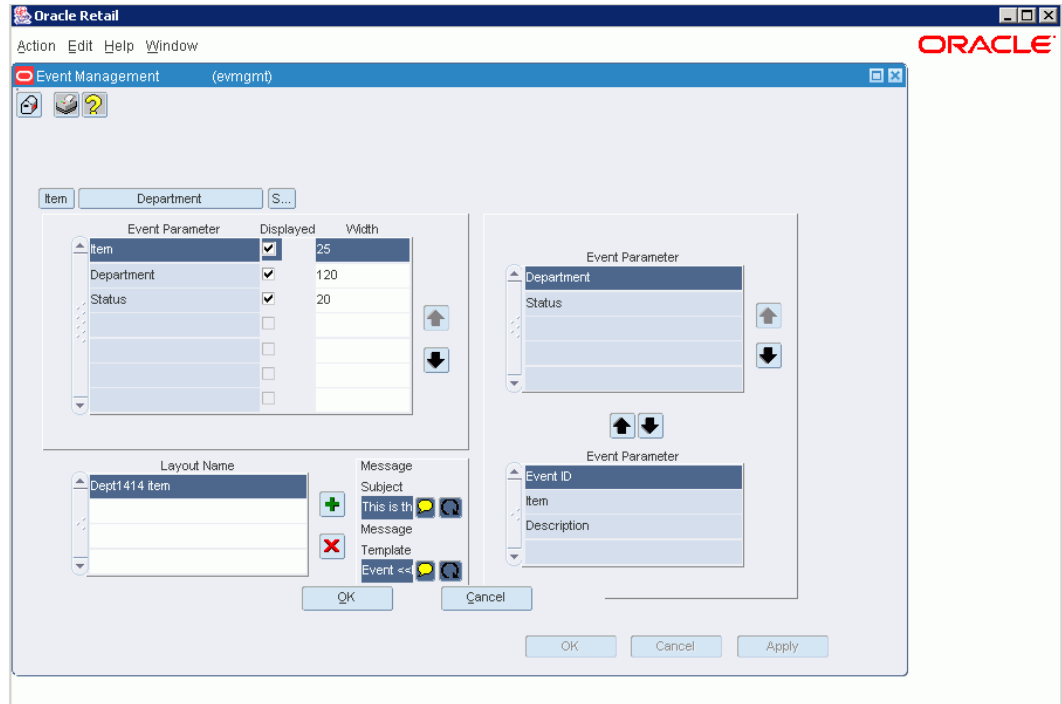 Oracle Retail
Action Edit Help Window
ORACLE
Event Management (evmgmt)
Item Department S...
Event Parameter Displayed Width
Item 25
Department 120
Status 20
Event Parameter
Department
Status
Event Parameter
Event ID
Item
Description
Layout Name
Dept1414 item
Message
Subject
This is th
Message
Template
Event <<
OK Cancel
OK Cancel Apply